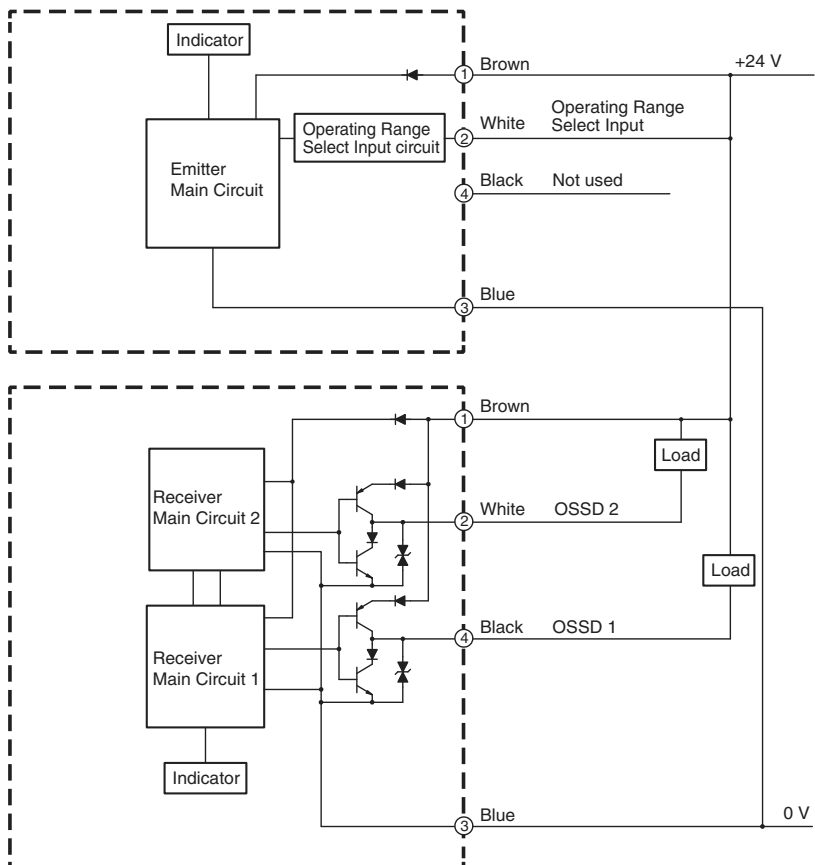 Indicator
1 Brown +24 V
Operating Range
Select Input circuit
2 White Operating Range
Select Input
Emitter
Main Circuit
4 Black Not used
3 Blue
1 Brown
Load
Receiver
Main Circuit 2
2 White OSSD 2
Load
4 Black OSSD 1
Receiver
Main Circuit 1
Indicator
3 Blue 0 V